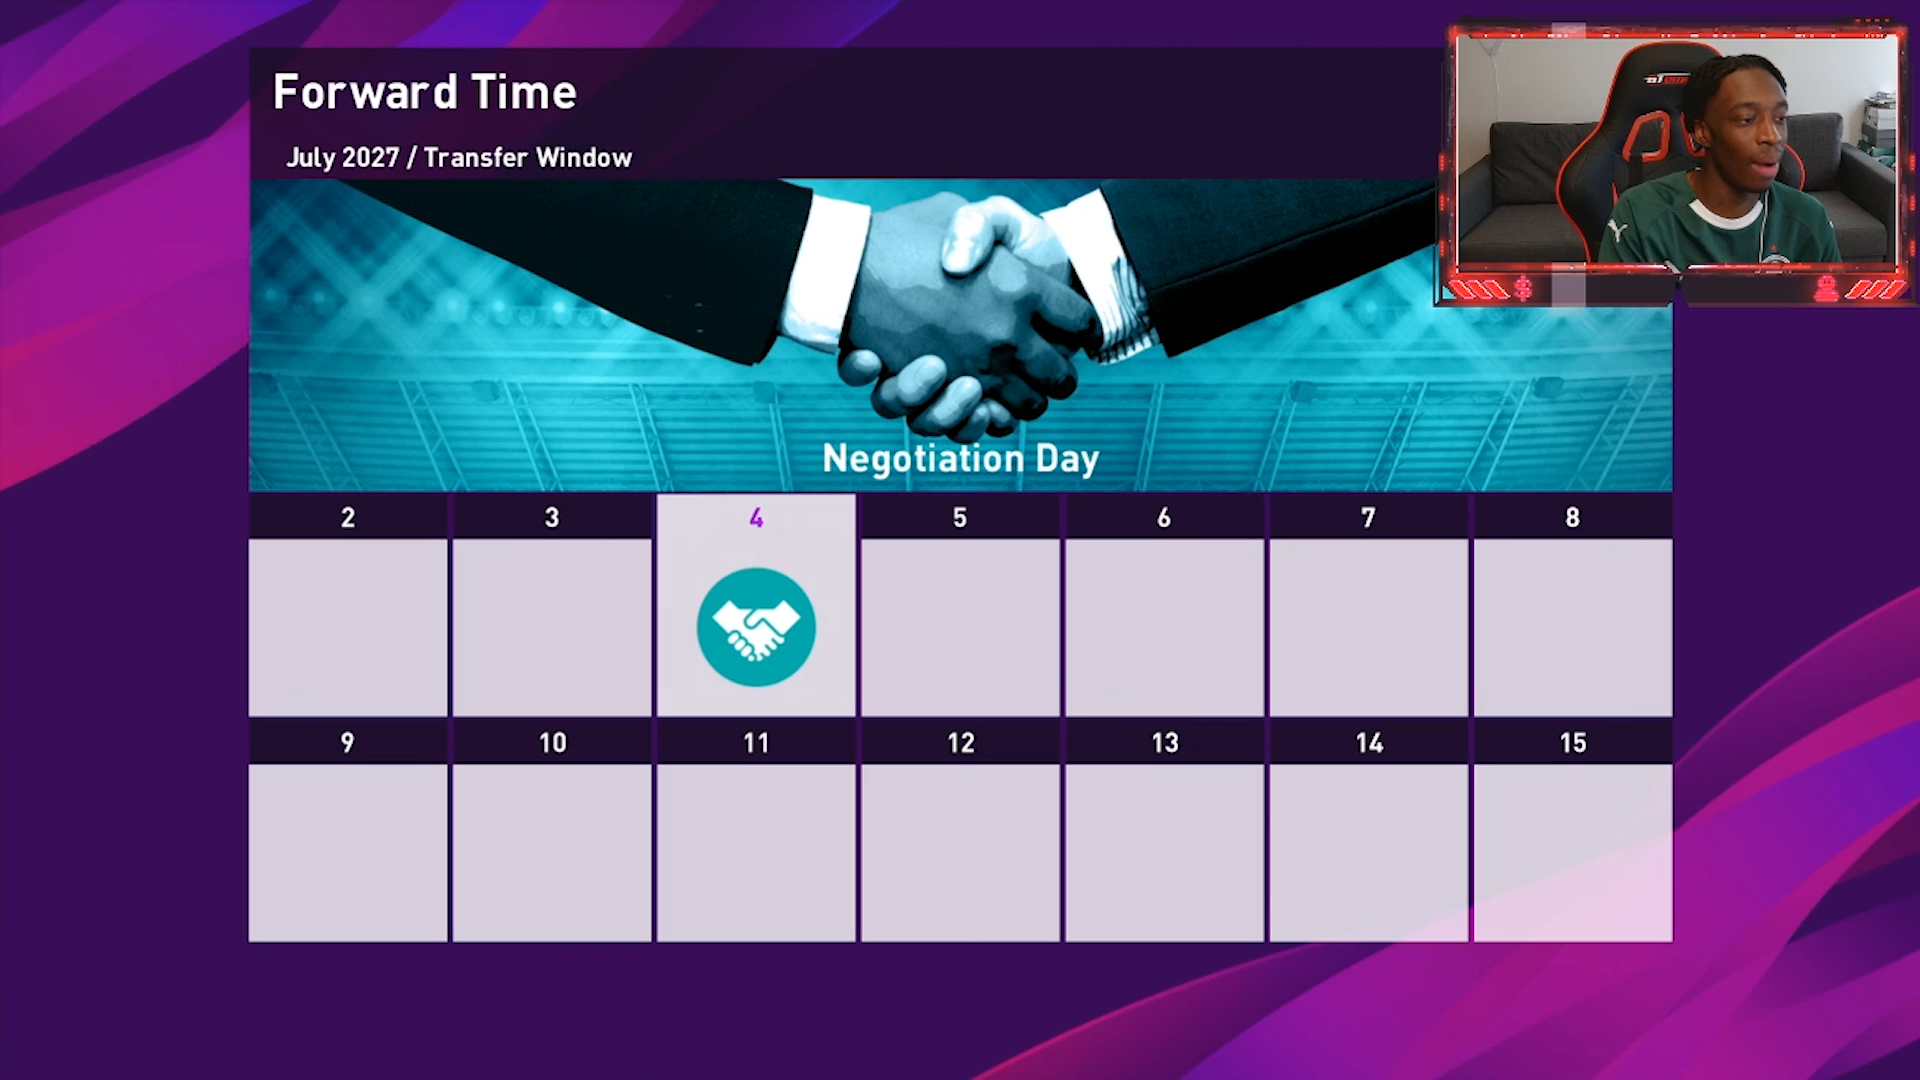 Forward Time
July 2027 / Transfer Window
Negotiation Day
2 3 4 5 6 7 8
9 10 11 12 13 14 15